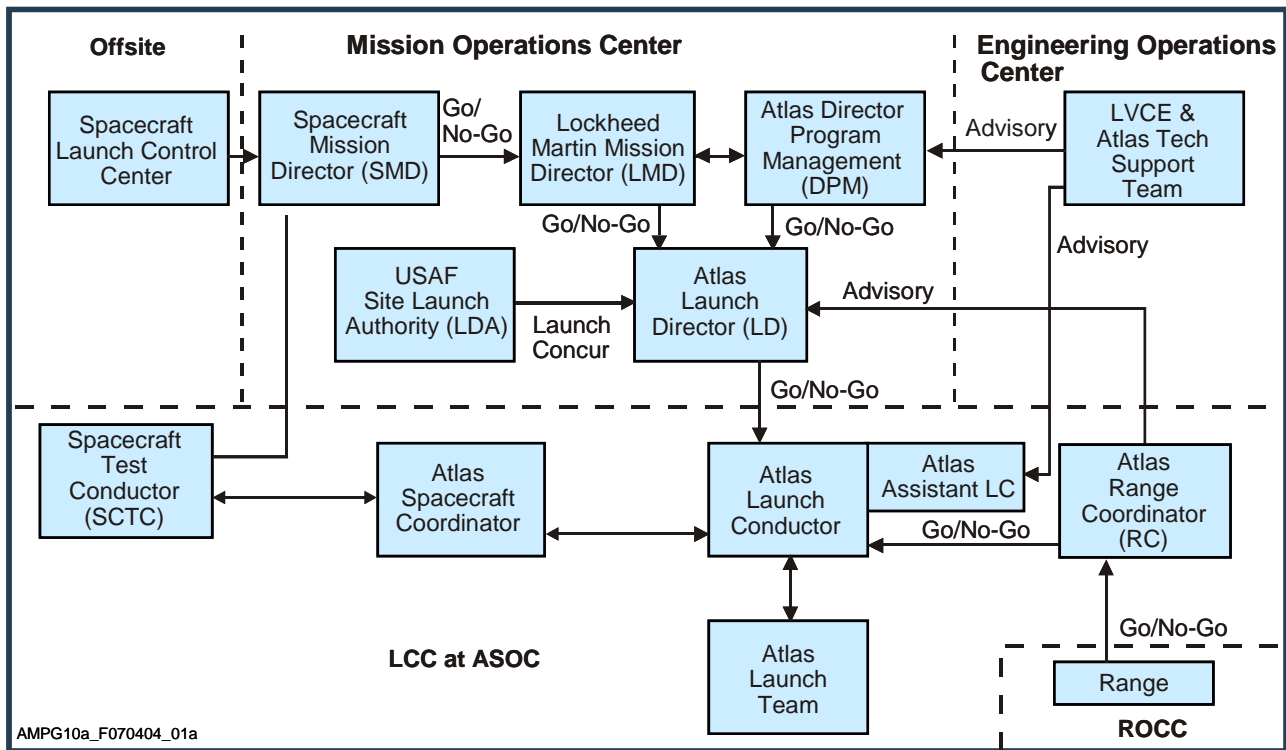 Offsite
Mission Operations Center
Engineering Operations
Center
Spacecraft
Launch Control
Center
Spacecraft
Mission
Director (SMD)
Go/
No-Go
Lockheed
Martin Mission
Director (LMD)
Atlas Director
Program
Management
(DPM)
Advisory
LVCE &
Atlas Tech
Support
Team
Go/No-Go
Go/No-Go
Advisory
USAF
Site Launch
Authority (LDA)
Launch
Concur
Atlas
Launch
Director (LD)
Advisory
Go/No-Go
Spacecraft
Test
Conductor
(SCTC)
Atlas
Spacecraft
Coordinator
Atlas
Launch
Conductor
Atlas
Assistant LC
Atlas
Range
Coordinator
(RC)
Go/No-Go
Go/No-Go
LCC at ASOC
Atlas
Launch
Team
Range
ROCC
AMPG10a_F070404_01a